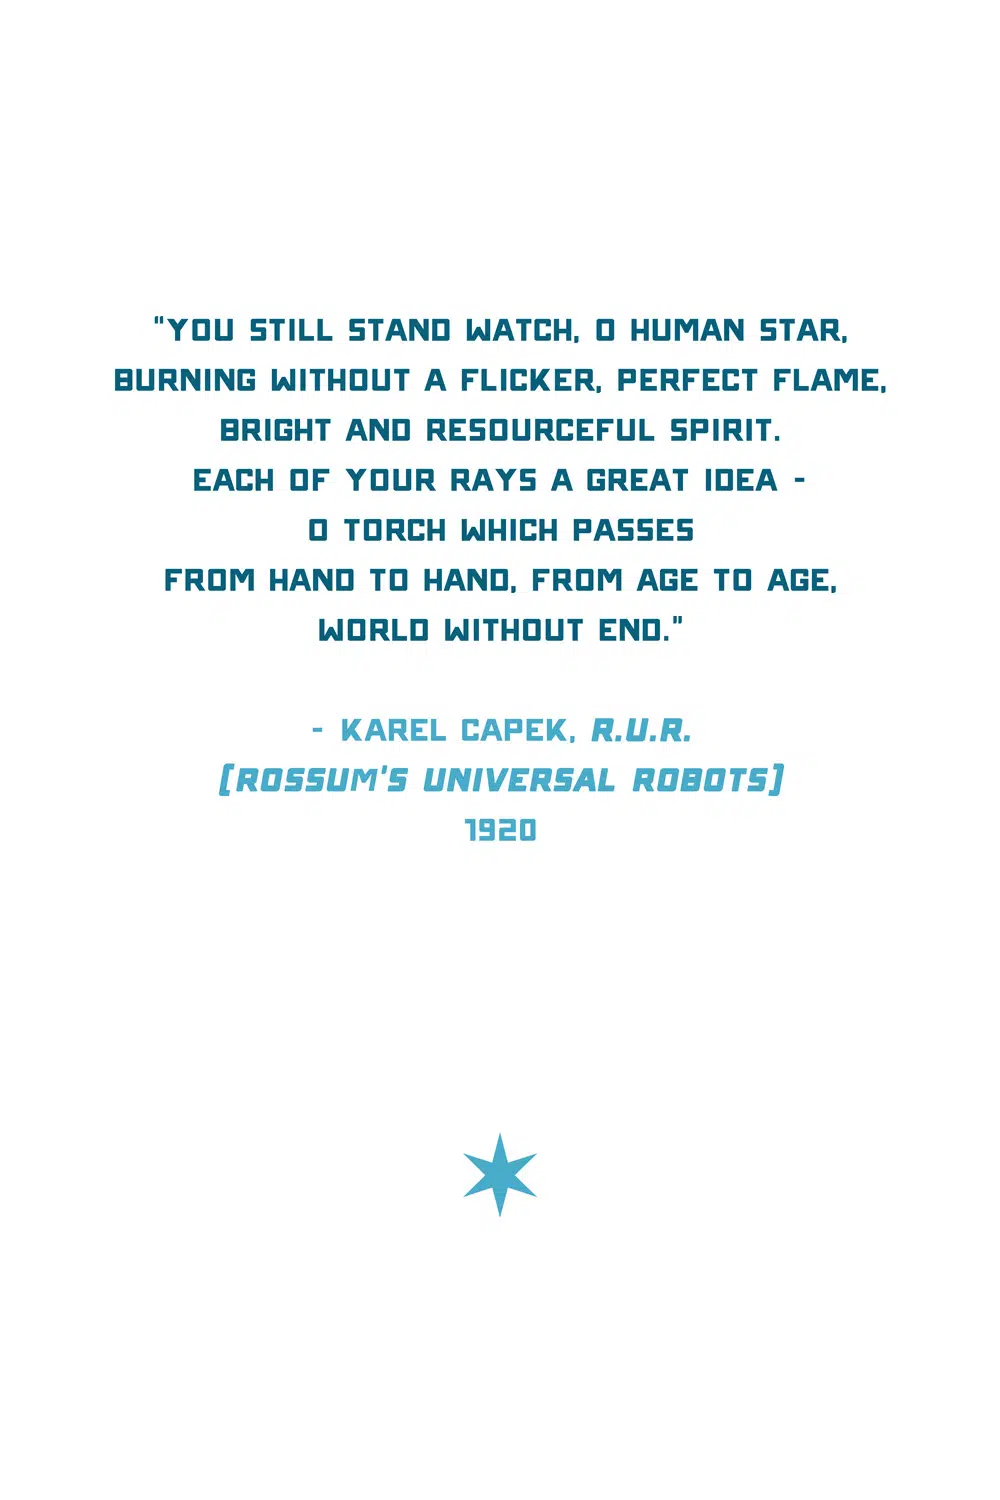 "YOU STILL STAND WATCH, O HUMAN STAR,
BURNING WITHOUT A FLICKER, PERFECT FLAME,
BRIGHT AND RESOURCEFUL SPIRIT.
EACH OF YOUR RAYS A GREAT IDEA -
O TORCH WHICH PASSES
FROM HAND TO HAND, FROM AGE TO AGE,
WORLD WITHOUT END."
- KAREL CAPEK, R.U.R.
(ROSSUM'S UNIVERSAL ROBOTS)
1920